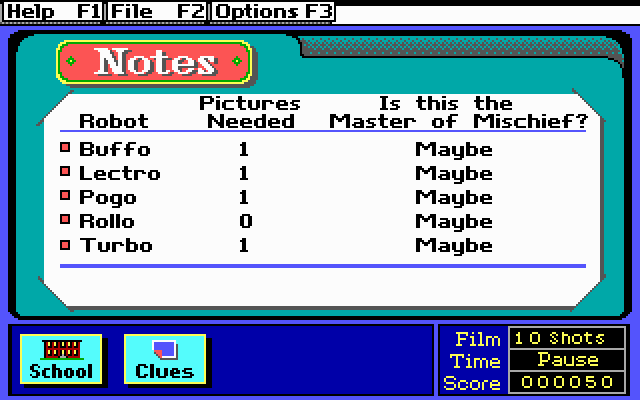 Help F1 File F2 Options F3
Notes
Pictures Is this the
Robot Needed Master of Mischief?
Buffo 1 Maybe
Lectro 1 Maybe
Pogo 1 Maybe
Rollo 0 Maybe
Turbo 1 Maybe
School Clues
Film 10 Shots
Time Pause
Score 000050